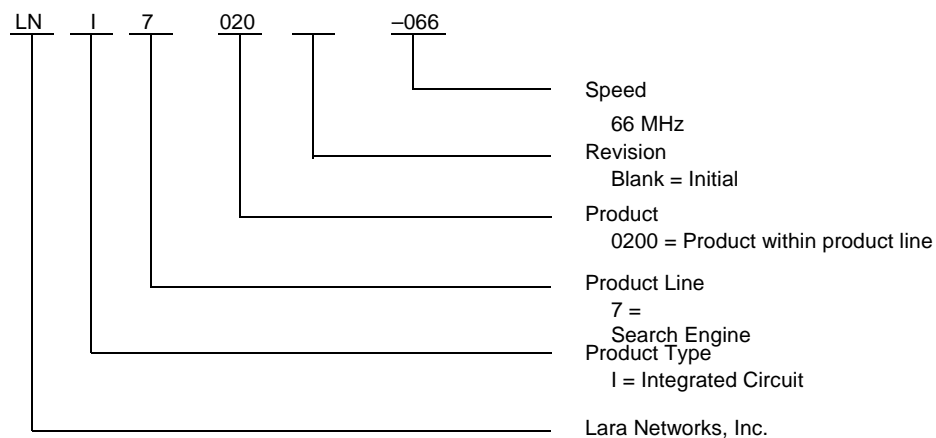 LN I 7 020 –066
Speed
66 MHz
Revision
Blank = Initial
Product
0200 = Product within product line
Product Line
7 =
Search Engine
Product Type
I = Integrated Circuit
Lara Networks, Inc.